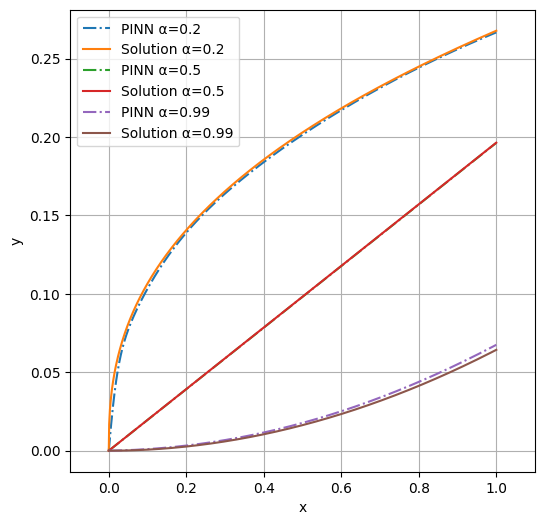 PINN α=0.2
Solution α=0.2
PINN α=0.5
Solution α=0.5
PINN α=0.99
Solution α=0.99
0.25
0.20
0.15
0.10
0.05
0.00
y
0.0 0.2 0.4 0.6 0.8 1.0
x